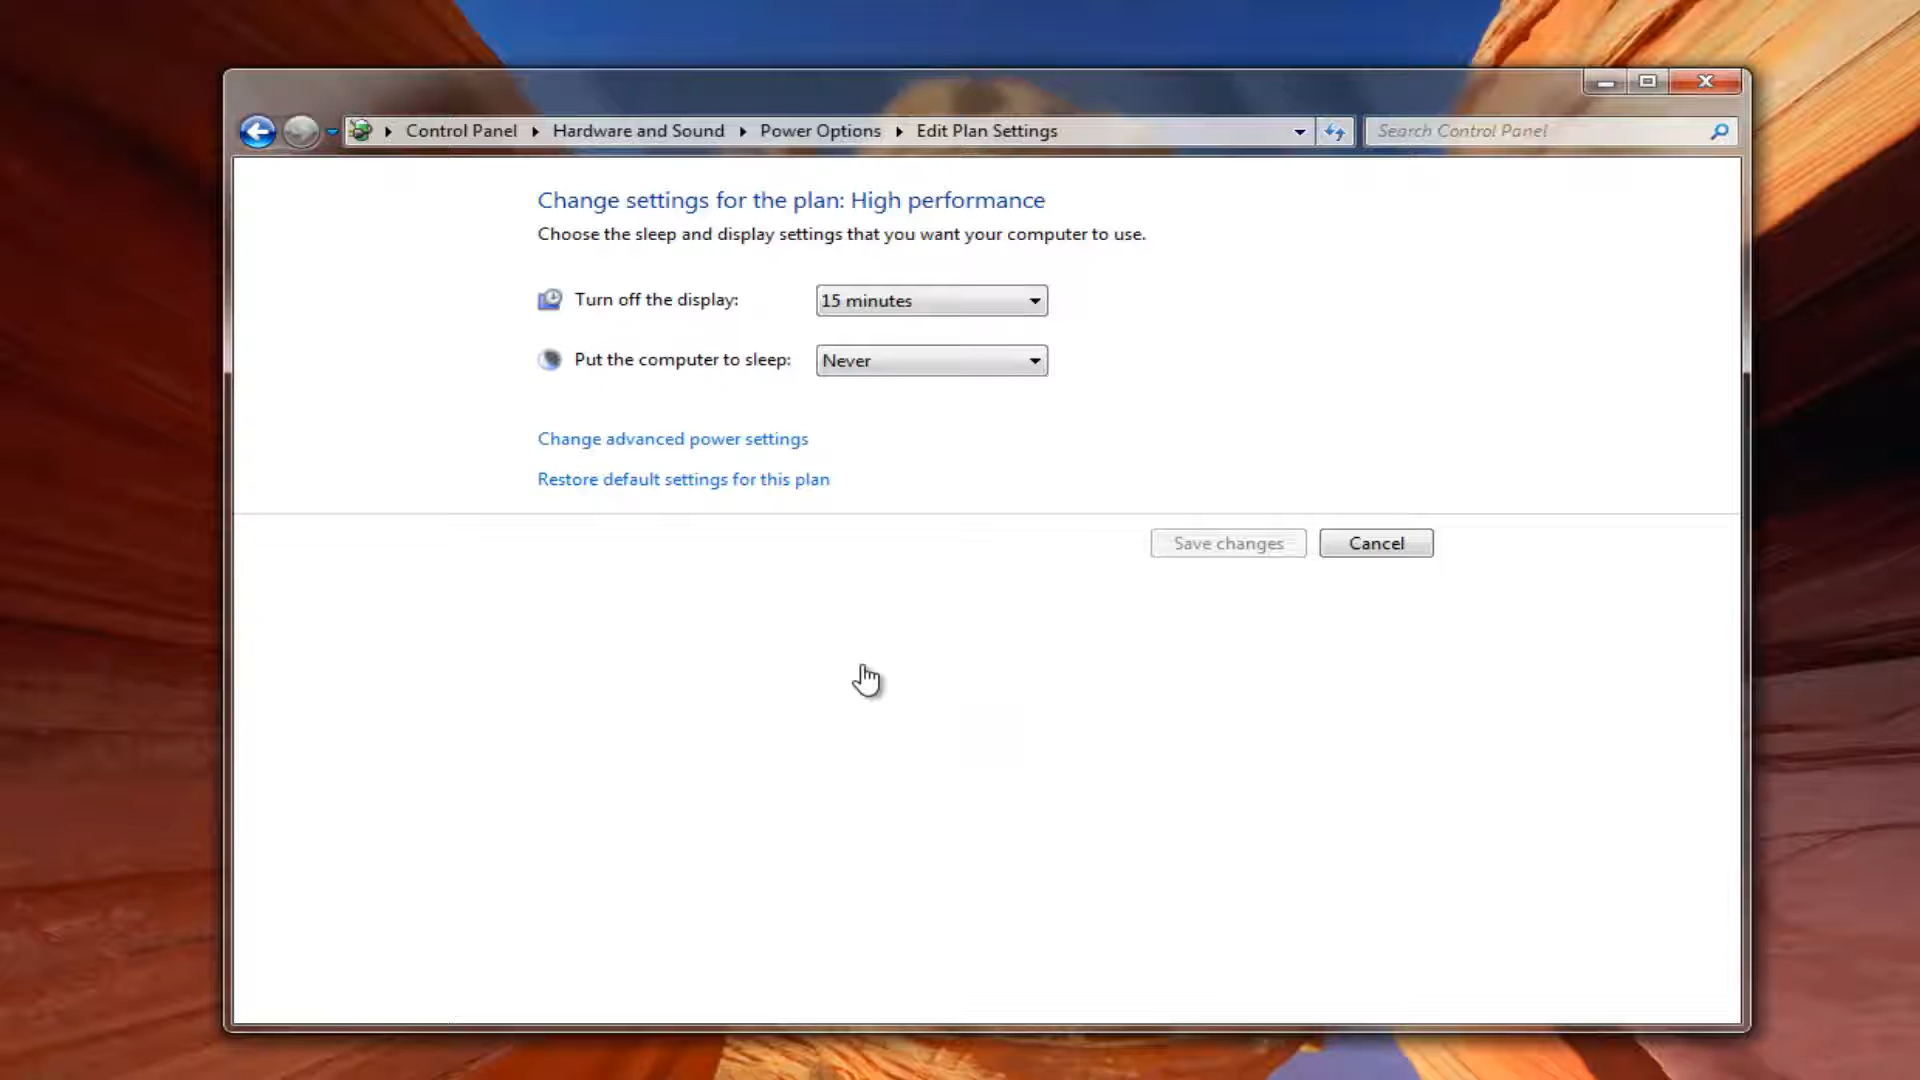 Control Panel Hardware and Sound Power Options Edit Plan Settings
Search Control Panel
Change settings for the plan: High performance
Choose the sleep and display settings that you want your computer to use.
Turn off the display: 15 minutes
Put the computer to sleep: Never
Change advanced power settings
Restore default settings for this plan
Save changes Cancel